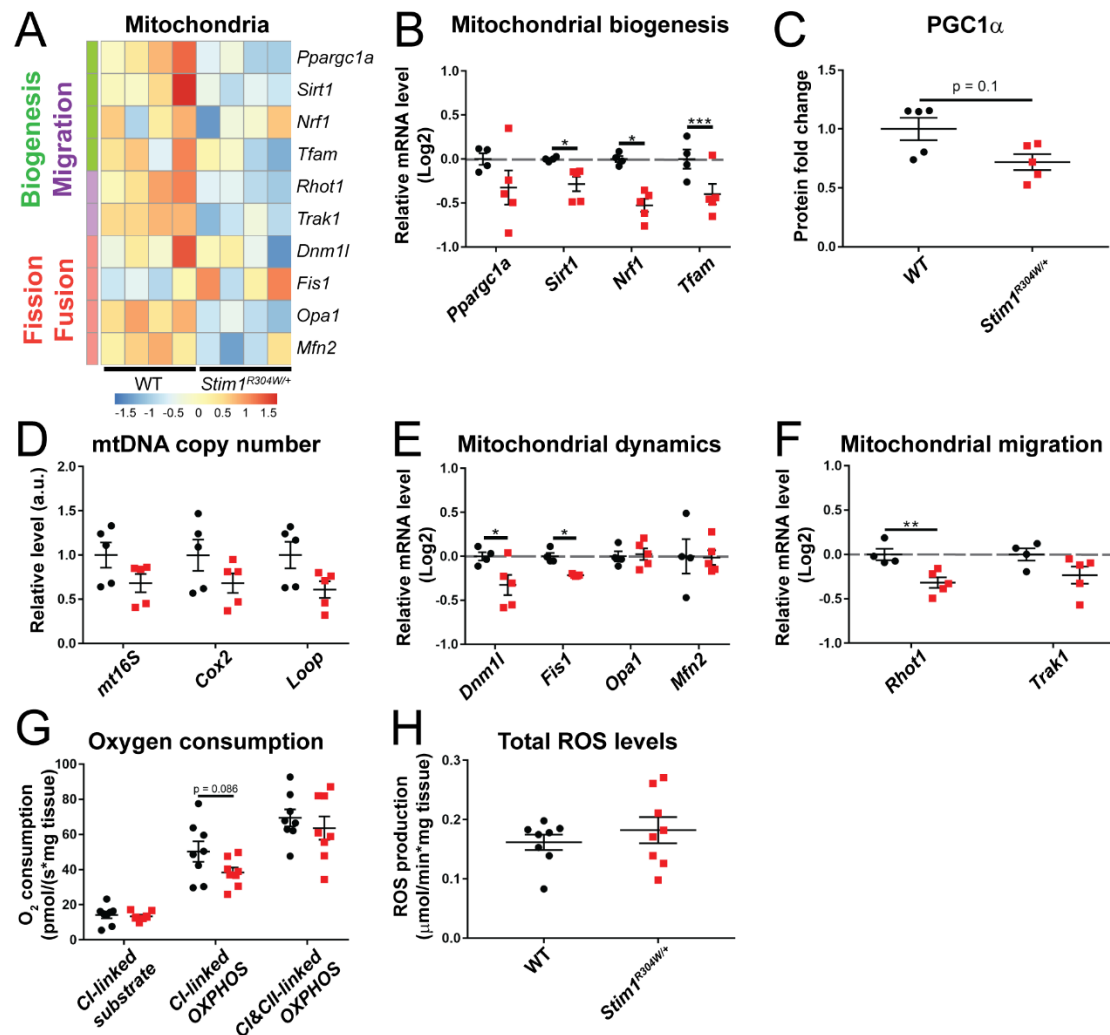 A
Mitochondria
Biogenesis
Migration
Fission
Fusion
Ppargc1a
Sirt1
Nrf1
Tfam
Rhot1
Trak1
Dnm1l
Fis1
Opa1
Mfn2
WT
Stim1R304W/+
-1.5 -1 -0.5 0 0.5 1 1.5
B
Mitochondrial biogenesis
Relative mRNA level
(Log2)
1.0
0.5
0.0
-0.5
-1.0
* * ***
Ppargc1a
Sirt1
Nrf1
Tfam
C
PGC1α
Protein fold change
1.5
1.0
0.5
0.0
p = 0.1
WT
Stim1R304W/+
D
mtDNA copy number
Relative level (a.u.)
2.0
1.5
1.0
0.5
0.0
mt16S
Cox2
Loop
E
Mitochondrial dynamics
Relative mRNA level
(Log2)
1.0
0.5
0.0
-0.5
-1.0
* *
Dnm1l
Fis1
Opa1
Mfn2
F
Mitochondrial migration
Relative mRNA level
(Log2)
1.0
0.5
0.0
-0.5
-1.0
**
Rhot1
Trak1
G
Oxygen consumption
O2 consumption
(pmol/(s*mg tissue)
100
80
60
40
20
0
p = 0.086
CI-linked
substrate
CI-linked
OXPHOS
CI&CII-linked
OXPHOS
H
Total ROS levels
ROS production
(μmol/min*mg tissue)
0.3
0.2
0.1
0.0
WT
Stim1R304W/+